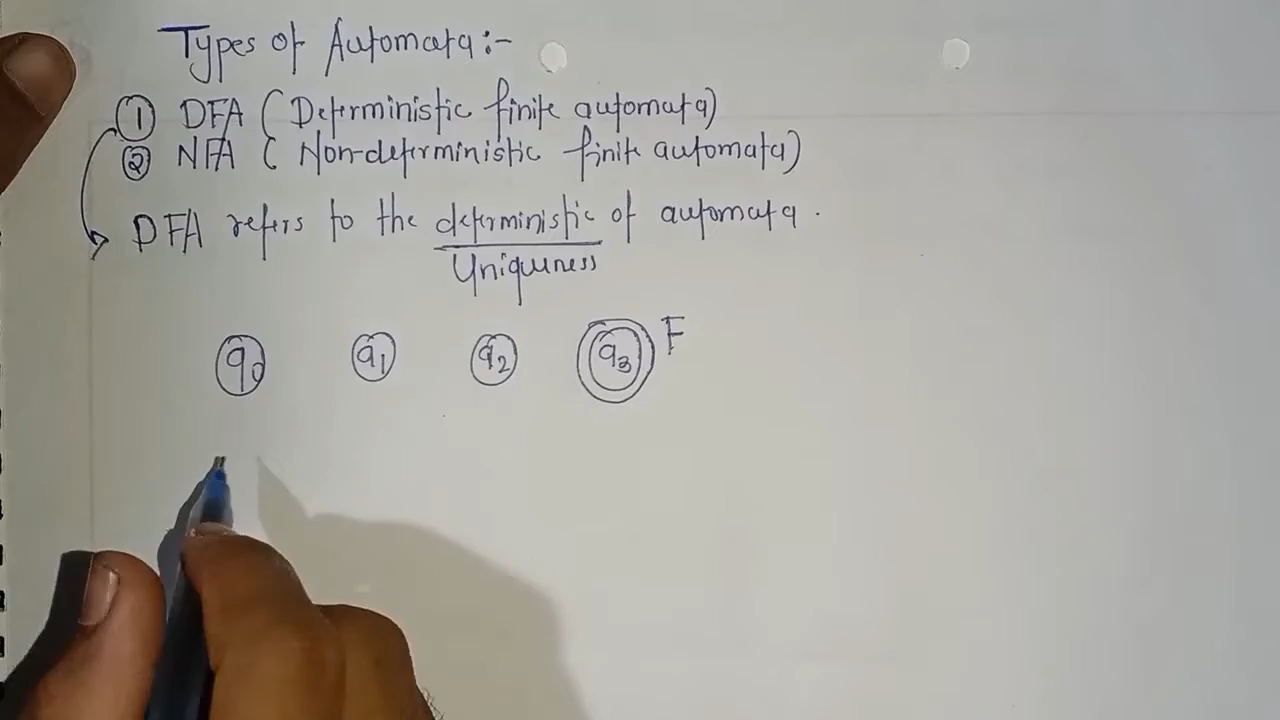 Types of Automata:-
① DFA (Deterministic finite automata)
② NFA ( Non-deterministic finite automata)
DFA refers to the deterministic of automata.
Uniquness
q0 q1 q2 q3 F